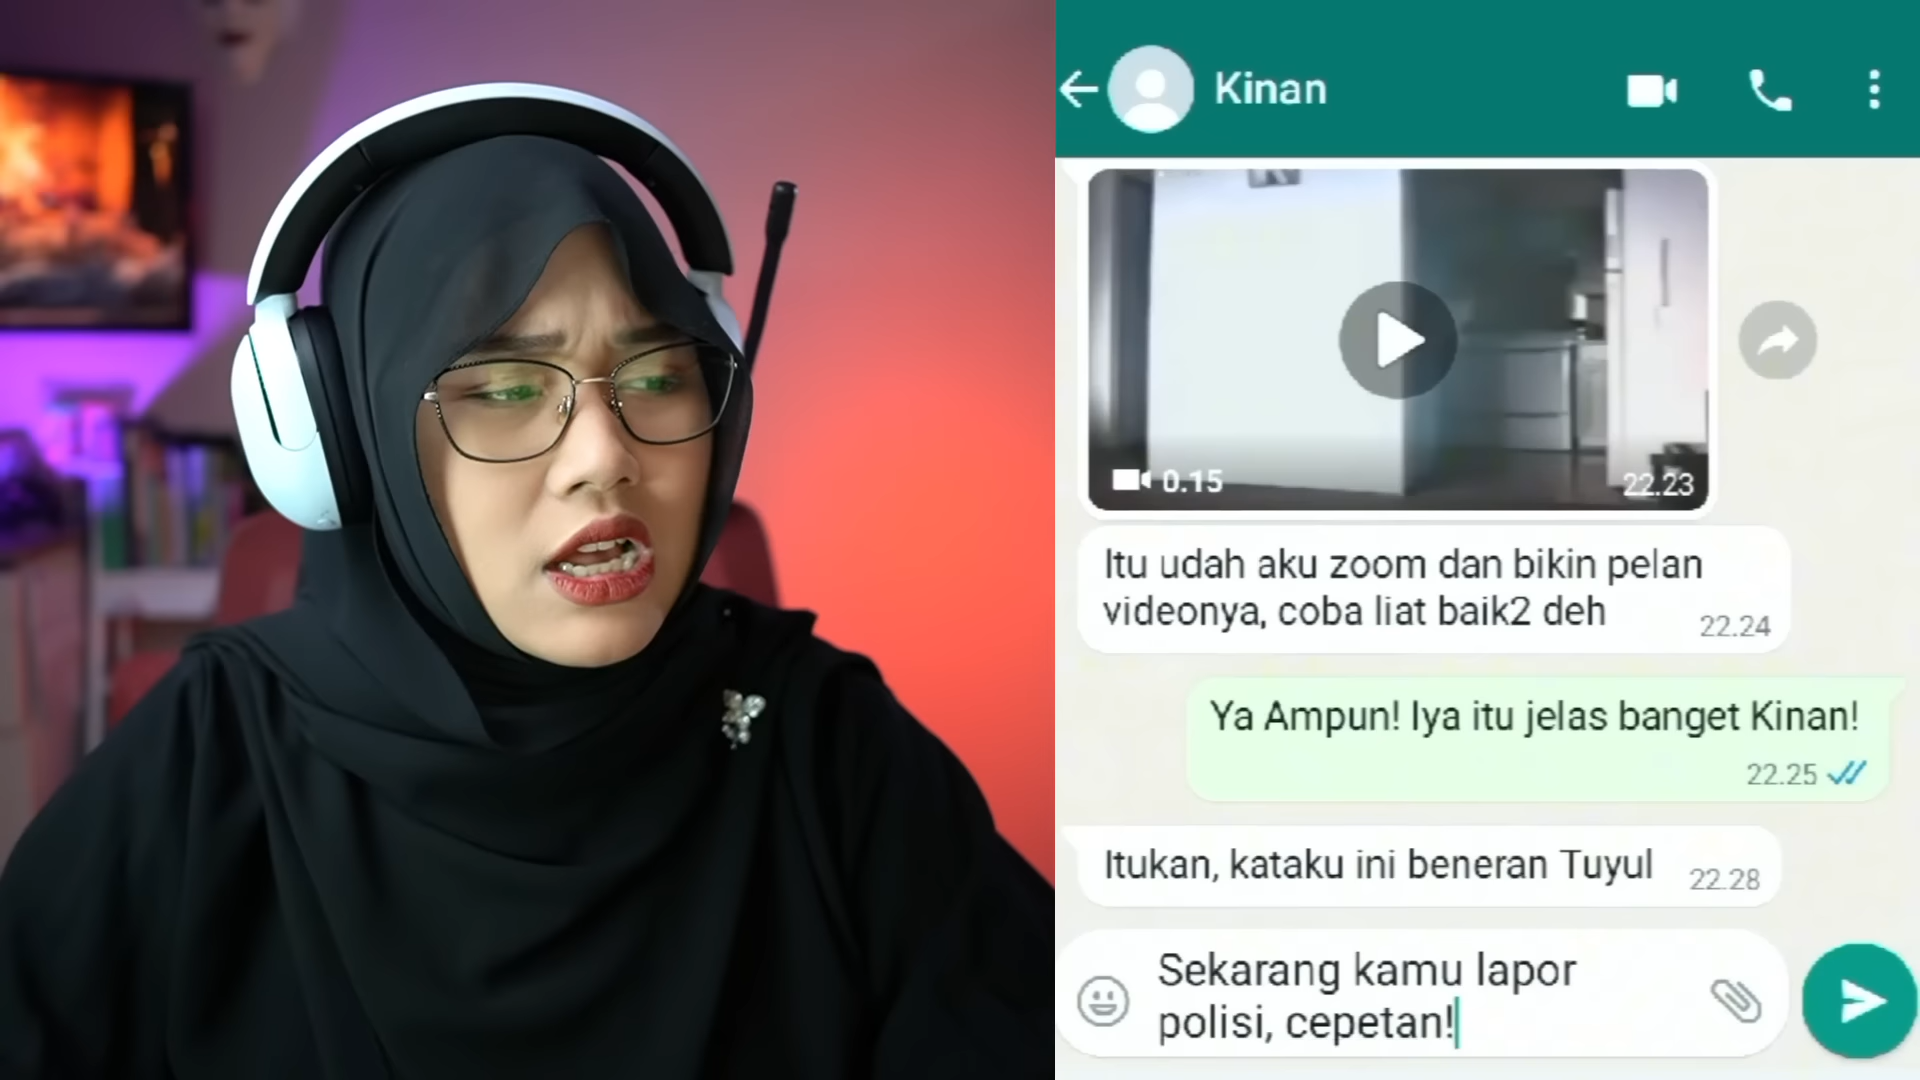 Kinan
0.15
22.23
Itu udah aku zoom dan bikin pelan
videonya, coba liat baik2 deh
22.24
Ya Ampun! Iya itu jelas banget Kinan!
22.25
Itukan, kataku ini beneran Tuyul
22.28
Sekarang kamu lapor
polisi, cepetan!